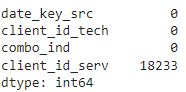 date_key_src 0
client_id_tech 0
combo_ind 0
client_id_serv 18233
dtype: int64